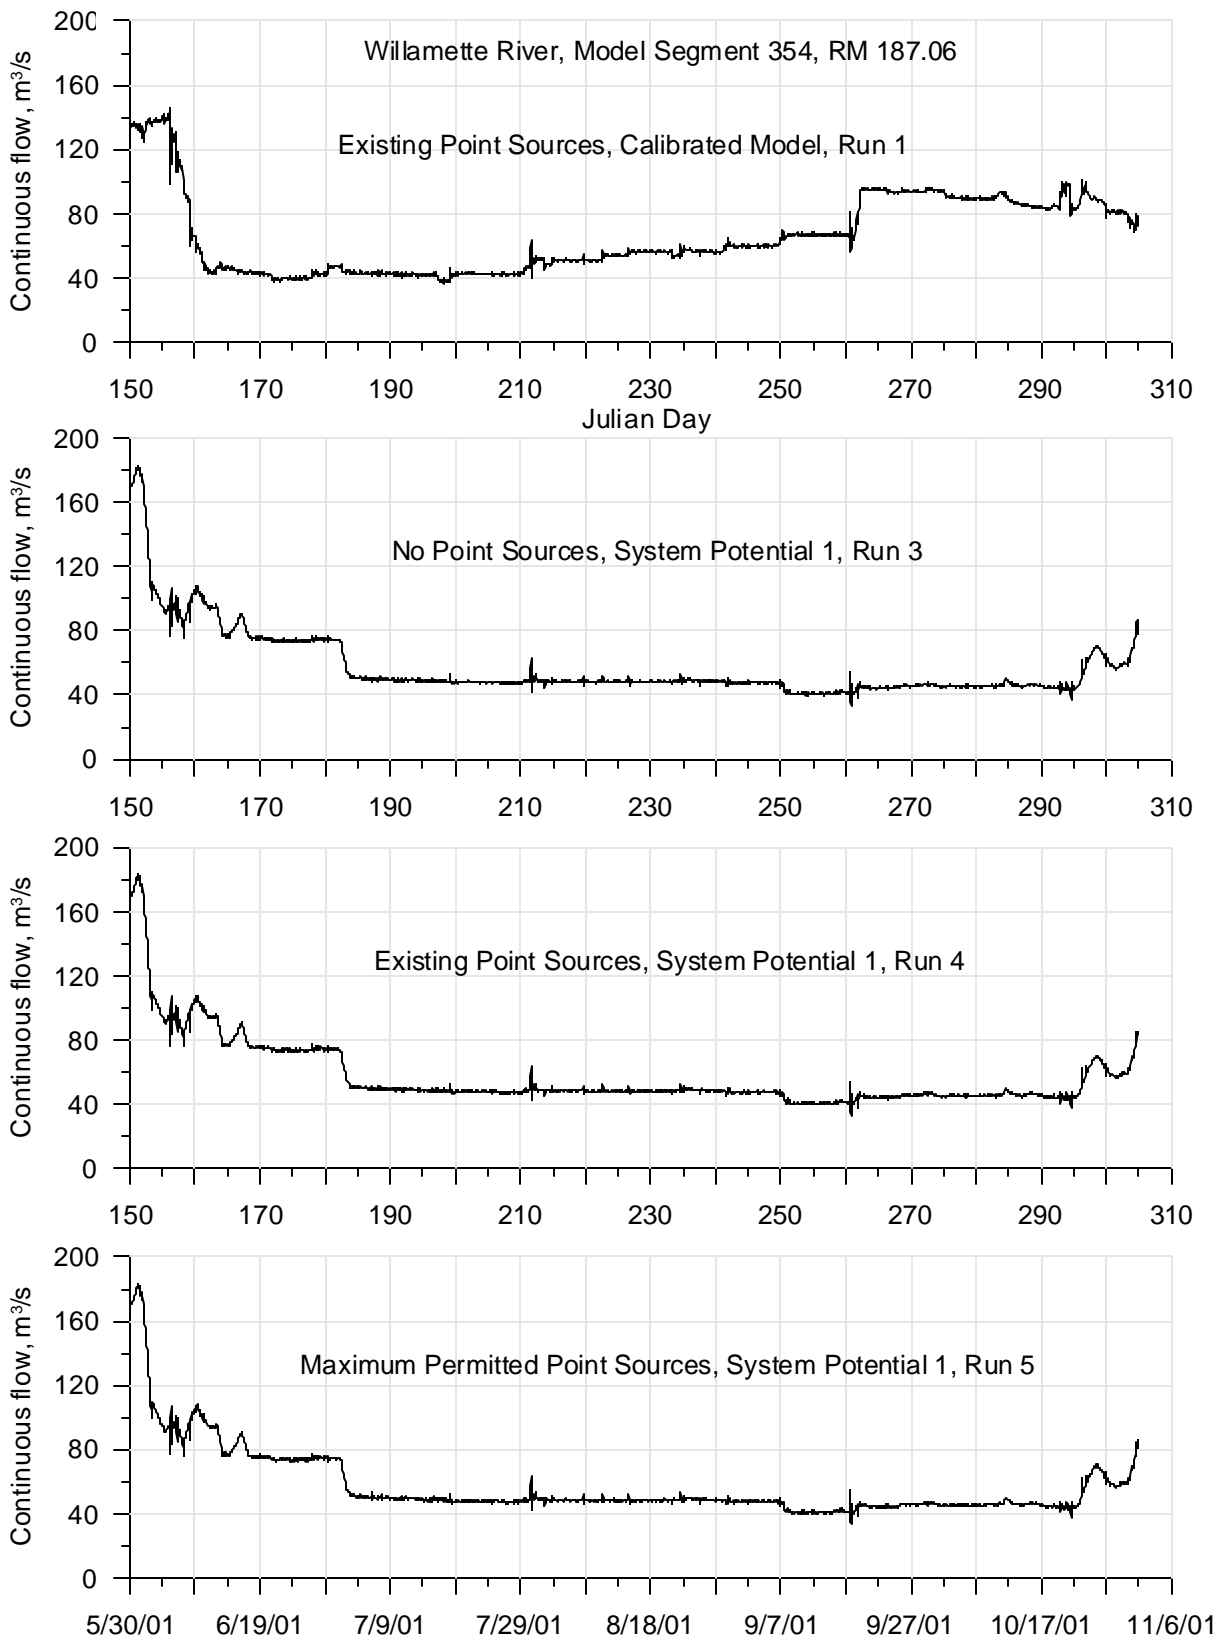 200
160
120
80
40
0
Continuous flow, m³/s
Willamette River, Model Segment 354, RM 187.06
Existing Point Sources, Calibrated Model, Run 1
150 170 190 210 230 250 270 290 310
Julian Day
200
160
120
80
40
0
Continuous flow, m³/s
No Point Sources, System Potential 1, Run 3
150 170 190 210 230 250 270 290 310
200
160
120
80
40
0
Continuous flow, m³/s
Existing Point Sources, System Potential 1, Run 4
150 170 190 210 230 250 270 290 310
200
160
120
80
40
0
Continuous flow, m³/s
Maximum Permitted Point Sources, System Potential 1, Run 5
5/30/01 6/19/01 7/9/01 7/29/01 8/18/01 9/7/01 9/27/01 10/17/01 11/6/01